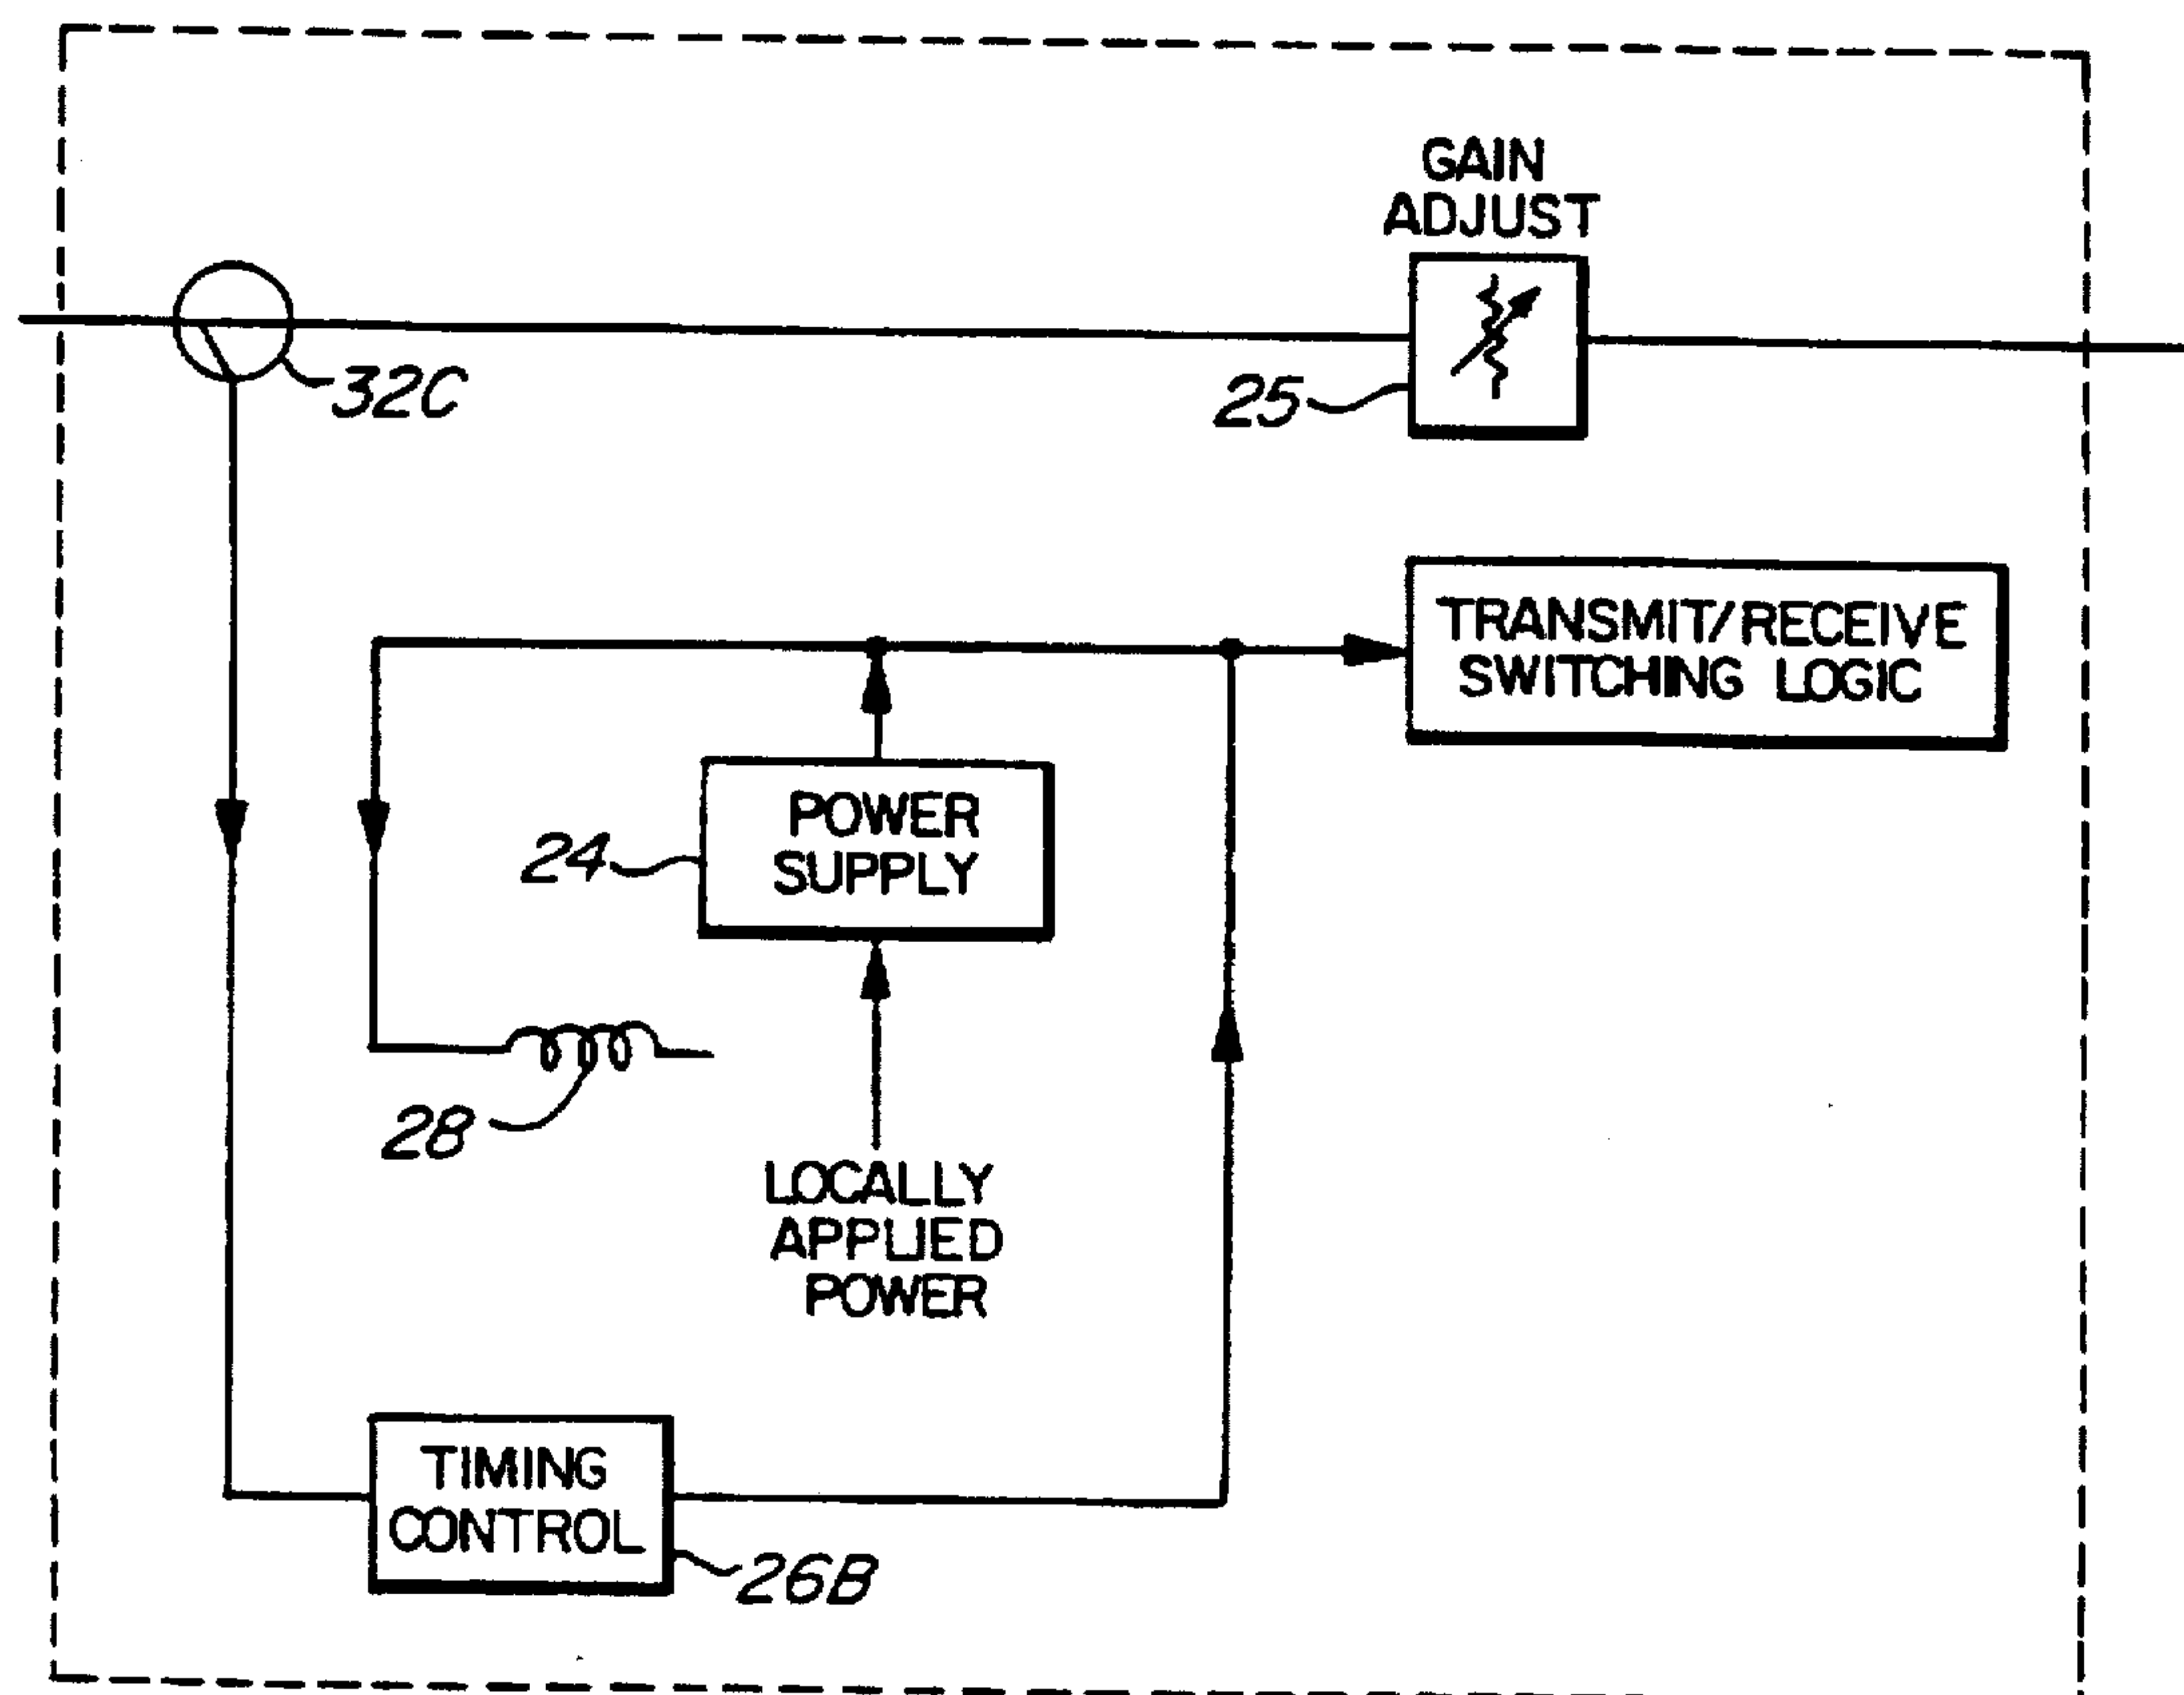 GAIN
ADJUST
32C
25
TRANSMIT/RECEIVE
SWITCHING LOGIC
POWER
SUPPLY
24
28
LOCALLY
APPLIED
POWER
TIMING
CONTROL
26B